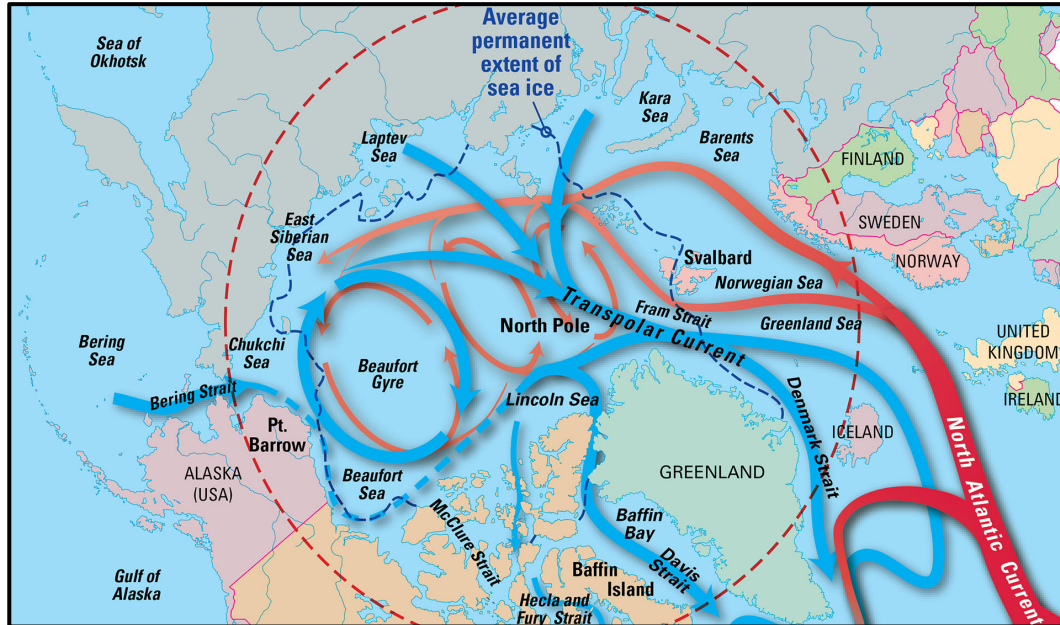 Average
permanent
extent of
sea ice
Sea of
Okhotsk
Kara
Sea
Laptev
Sea
Barents
Sea
FINLAND
SWEDEN
NORWAY
East
Siberian
Sea
Svalbard
Norwegian Sea
Fram Strait
Greenland Sea
Transpolar Current
North Pole
UNITED
KINGDOM
IRELAND
Bering
Sea
Chukchi
Sea
Bering Strait
Beaufort
Gyre
Lincoln Sea
Denmark Strait
ICELAND
North Atlantic Current
Pt.
Barrow
ALASKA
(USA)
Beaufort
Sea
McClure Strait
GREENLAND
Baffin
Bay
Davis
Strait
Baffin
Island
Gulf of
Alaska
Hecla and
Fury Strait